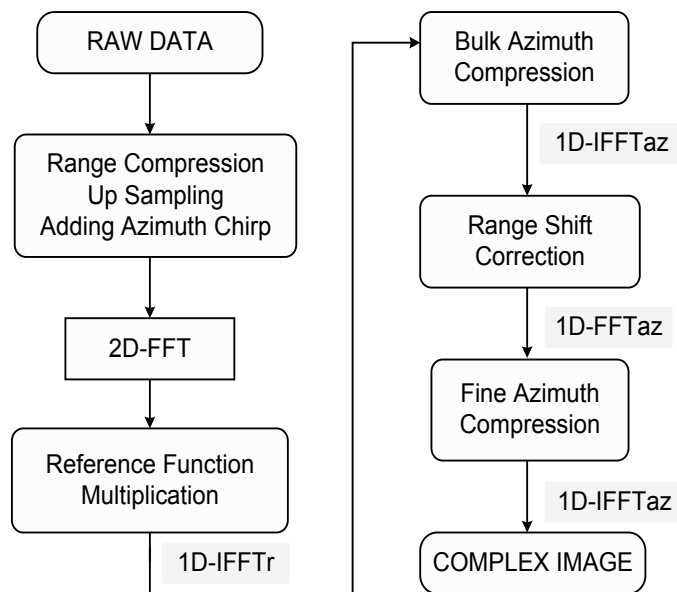 RAW DATA
Range Compression
Up Sampling
Adding Azimuth Chirp
2D-FFT
Reference Function
Multiplication
1D-IFFTr
Bulk Azimuth
Compression
1D-IFFTaz
Range Shift
Correction
1D-FFTaz
Fine Azimuth
Compression
1D-IFFTaz
COMPLEX IMAGE